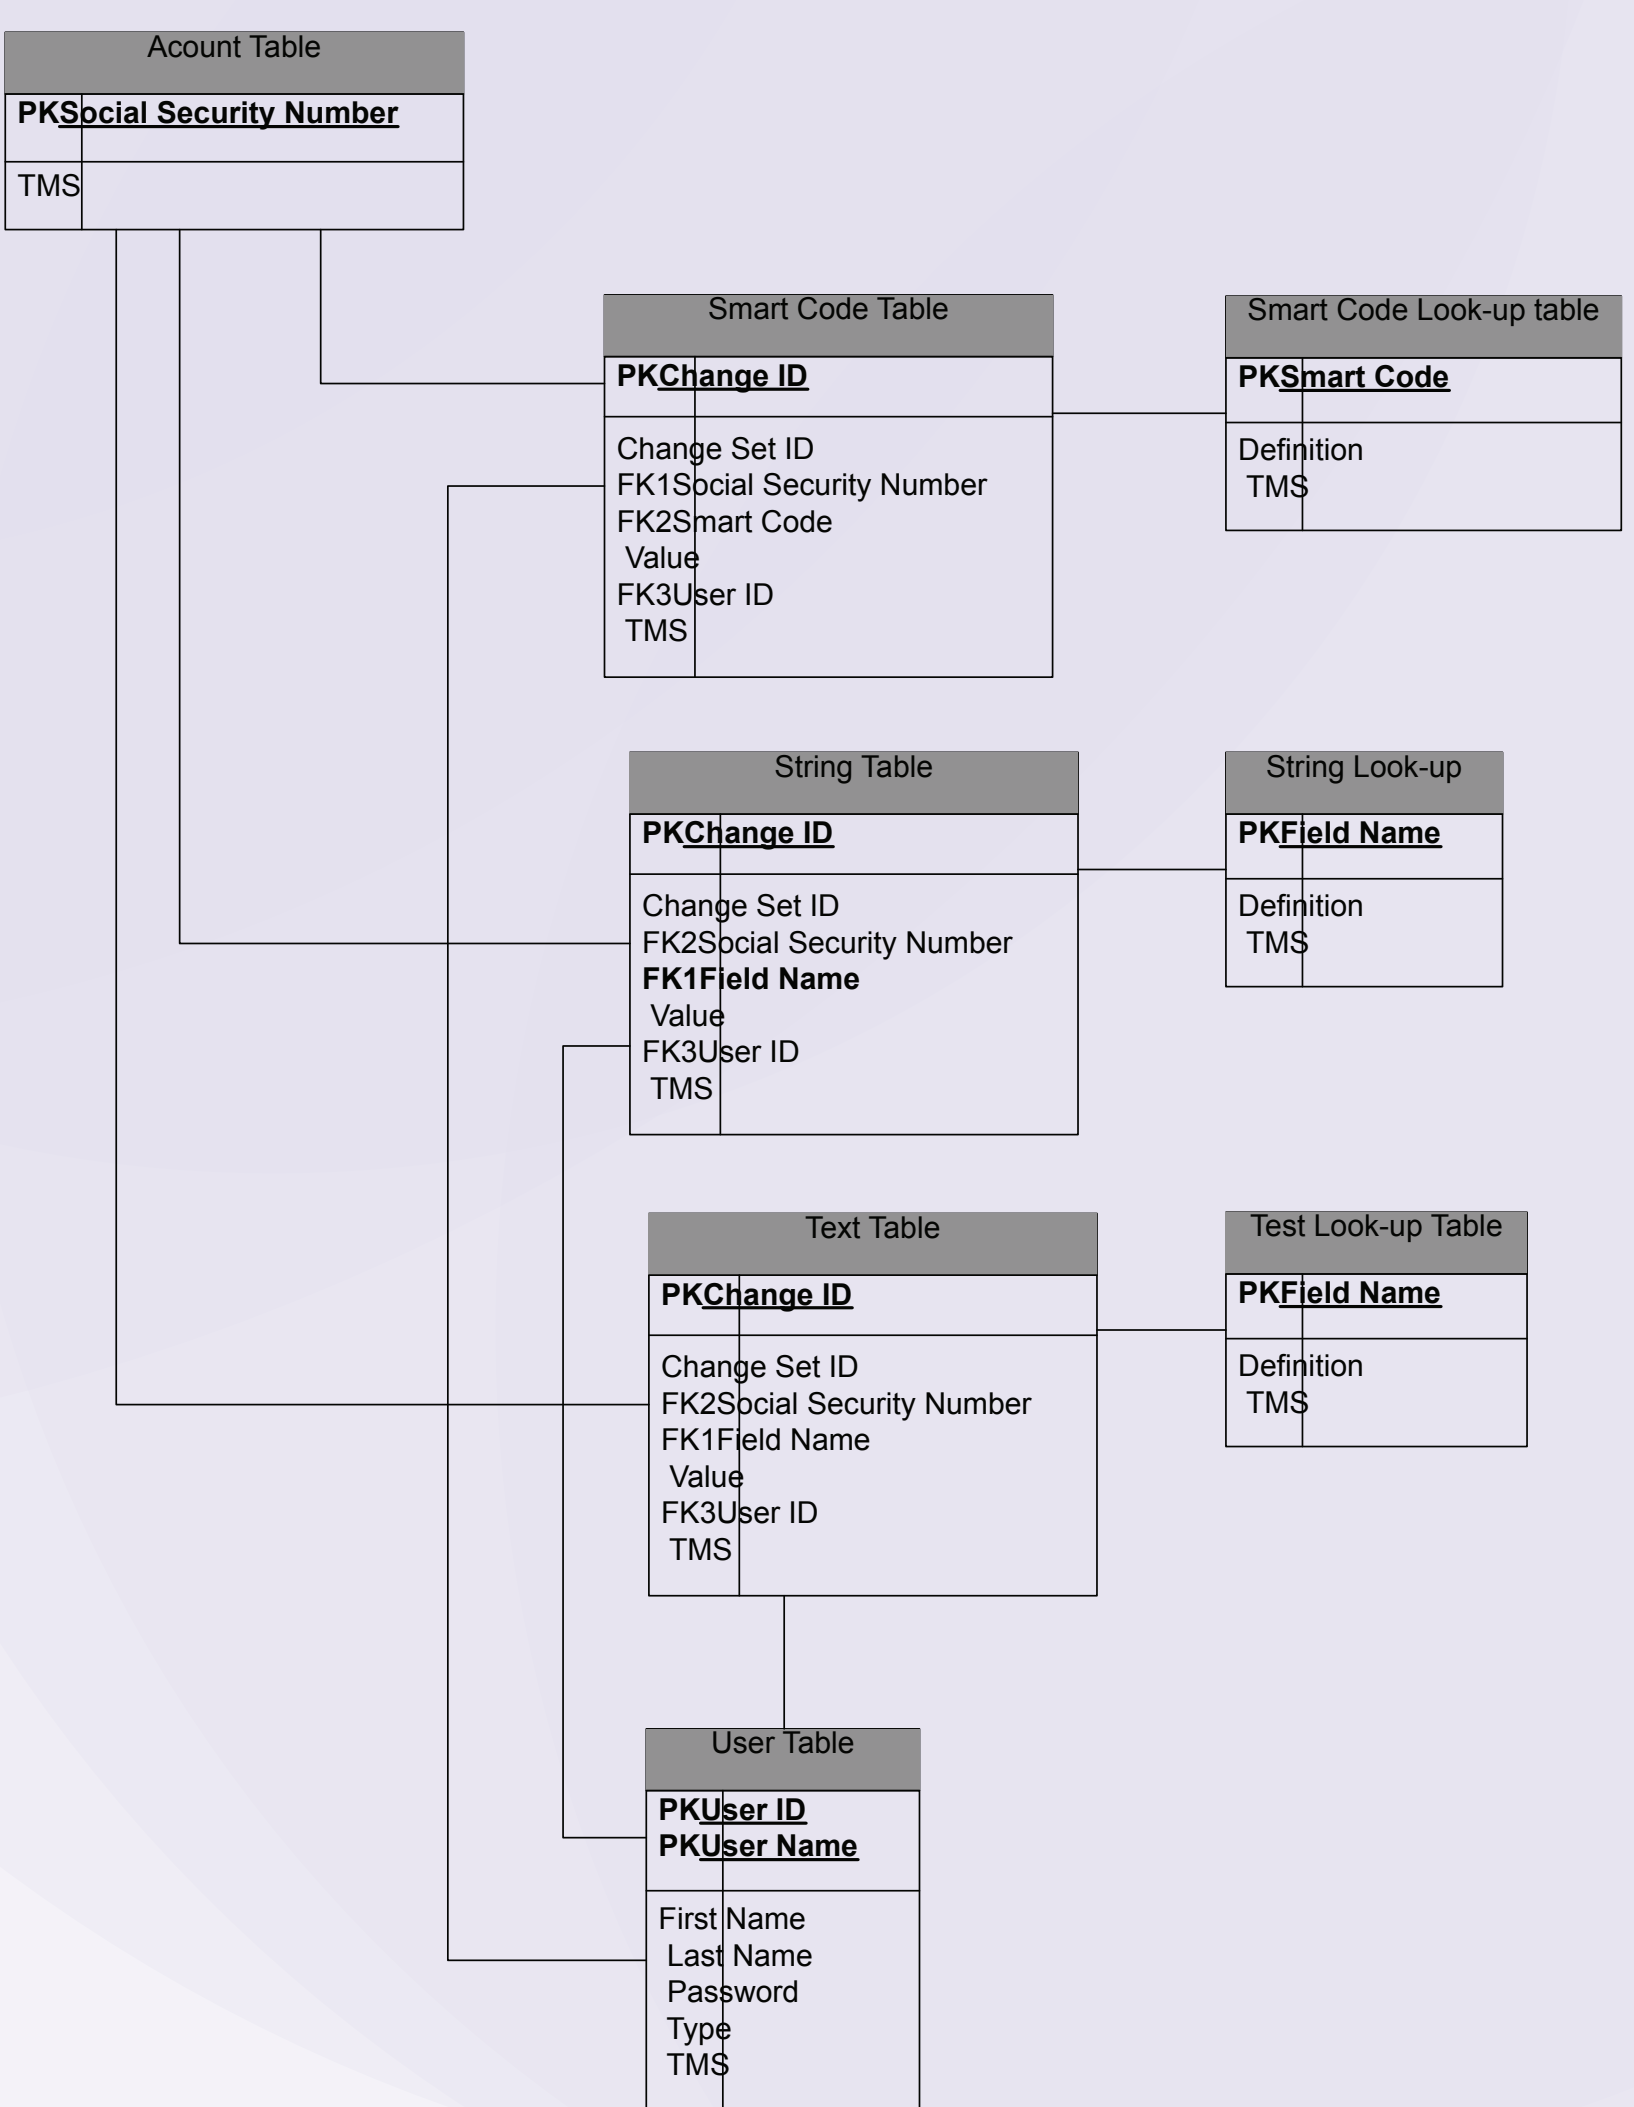 Acount Table
PKSocial Security Number
TMS
Smart Code Table
PKChange ID
Change Set ID
FK1Social Security Number
FK2Smart Code
Value
FK3User ID
TMS
Smart Code Look-up table
PKSmart Code
Definition
TMS
String Table
PKChange ID
Change Set ID
FK2Social Security Number
FK1Field Name
Value
FK3User ID
TMS
String Look-up
PKField Name
Definition
TMS
Text Table
PKChange ID
Change Set ID
FK2Social Security Number
FK1Field Name
Value
FK3User ID
TMS
Test Look-up Table
PKField Name
Definition
TMS
User Table
PKUser ID
PKUser Name
First Name
Last Name
Password
Type
TMS